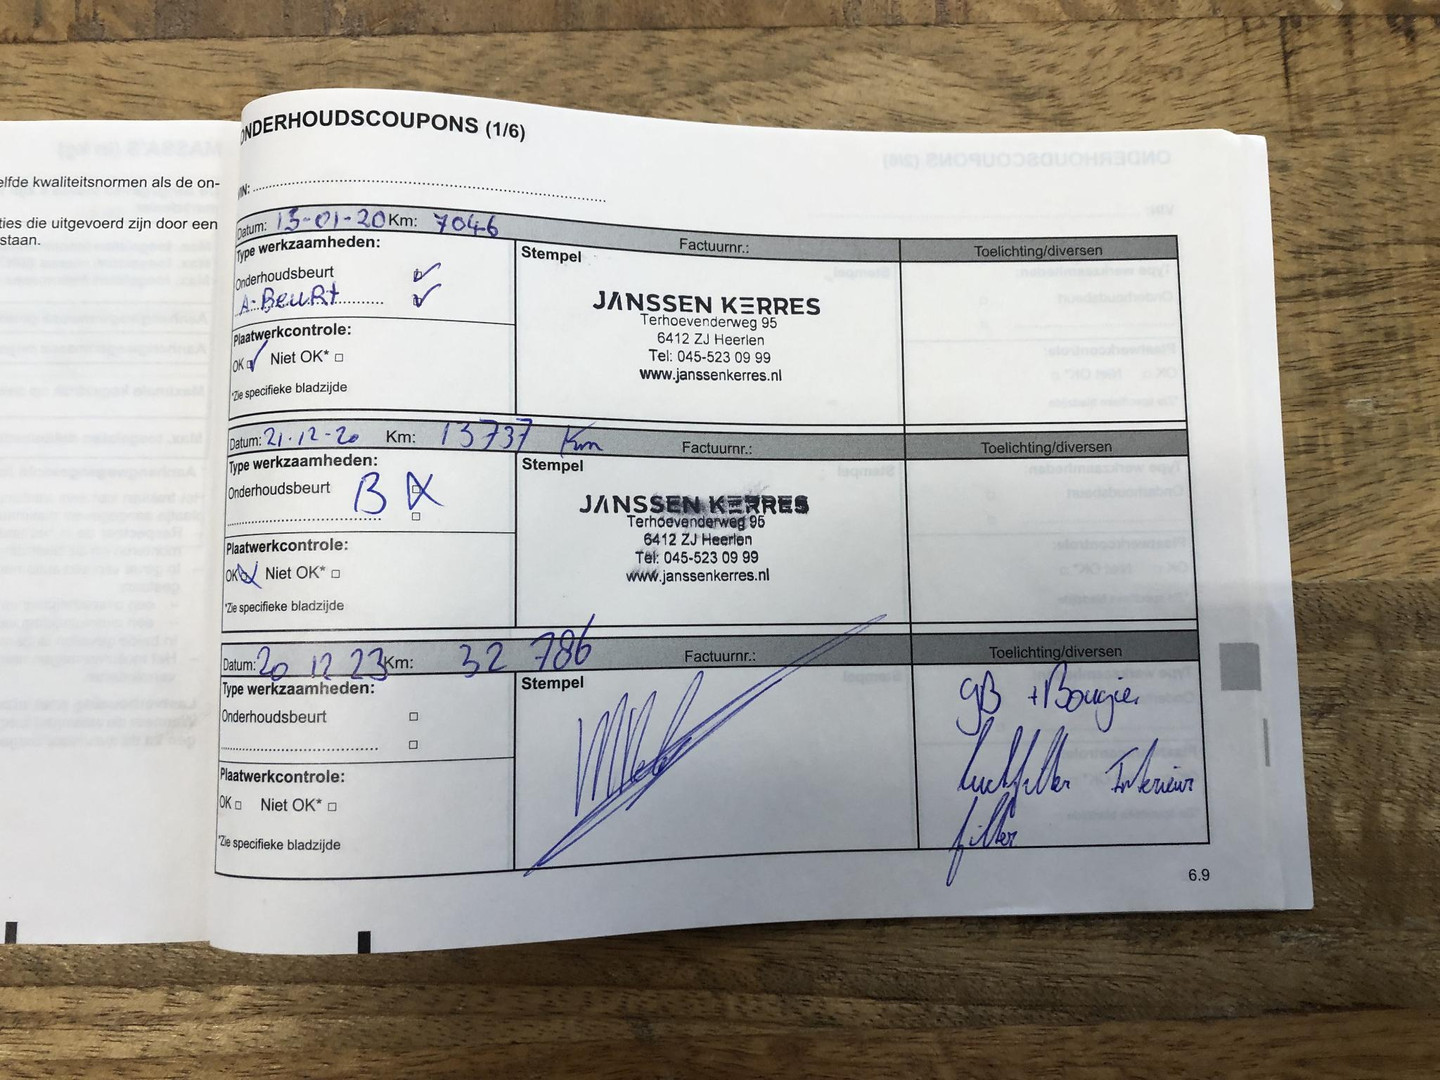 elfde kwaliteitsnormen als de on-
ties die uitgevoerd zijn door een
staan.
ONDERHOUDSCOUPONS (1/6)
VIN:
Datum: 13-01-20 Km: 7046
Factuurnr.:
Toelichting/diversen
Type werkzaamheden:
Onderhoudsbeurt
A-Beurt
Plaatwerkcontrole:
OK Niet OK*
*Zie specifieke bladzijde
Stempel
JANSSEN KERRES
Terhoevenderweg 95
6412 ZJ Heerlen
Tel: 045-523 09 99
www.janssenkerres.nl
Datum: 21-12-20 Km: 13737 Km
Factuurnr.:
Toelichting/diversen
Type werkzaamheden:
Onderhoudsbeurt B
Plaatwerkcontrole:
OK Niet OK*
*Zie specifieke bladzijde
Stempel
JANSSEN KERRES
Terhoevenderweg 95
6412 ZJ Heerlen
Tel: 045-523 09 99
www.janssenkerres.nl
Datum: 20 12 23 Km: 32 786
Factuurnr.:
Toelichting/diversen
Type werkzaamheden:
Onderhoudsbeurt
Plaatwerkcontrole:
OK Niet OK*
*Zie specifieke bladzijde
Stempel
gB + Bougies
luchtfilter Interieur
filter
6.9